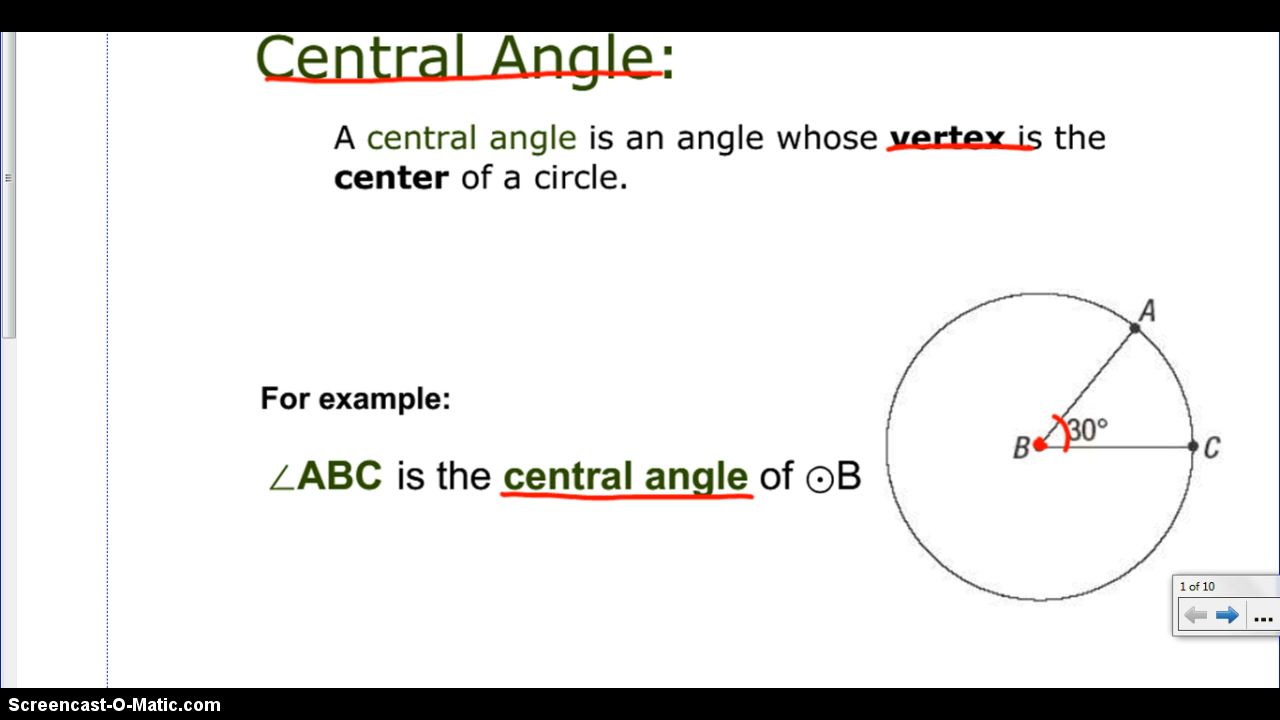 Central Angle:
A central angle is an angle whose vertex is the
center of a circle.
A
For example:
30°
B
C
∠ABC is the central angle of ⊙B
1 of 10
...
Screencast-O-Matic.com